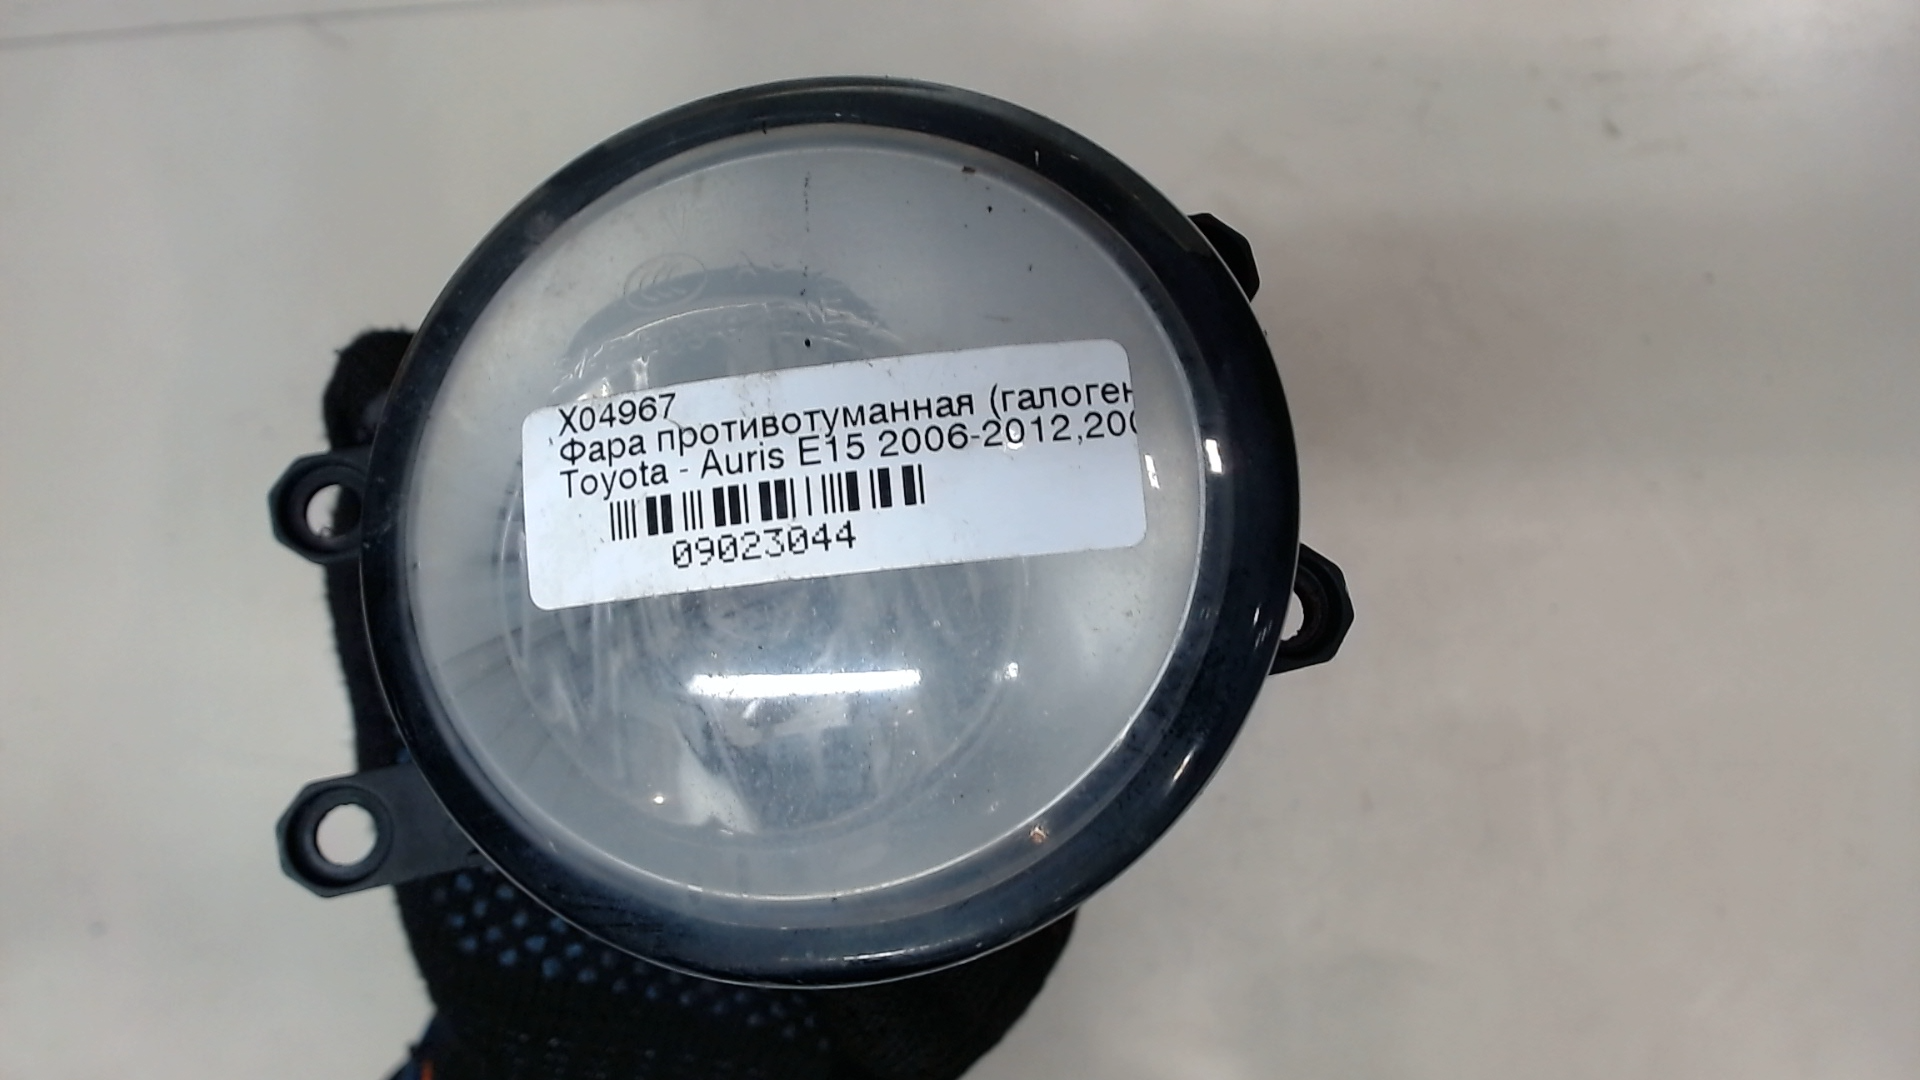 X04967
Фара противотуманная (галоген
Toyota - Auris E15 2006-2012,200
09023044